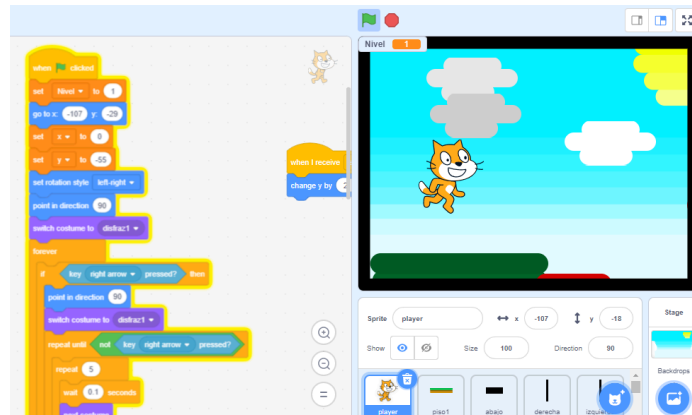 Nivel 1
when clicked
set Nivel to 1
go to x: -107 y: -29
set x to 0
set y to -55
set rotation style left-right
point in direction 90
switch costume to disfraz1
forever
if key right arrow pressed? then
point in direction 90
switch costume to disfraz1
repeat until not key right arrow pressed?
repeat 5
wait 0.1 seconds
when I receive
change y by
Sprite player x -107 y -18
Show Size 100 Direction 90
player piso1 abajo derecha
Stage
Backdrops